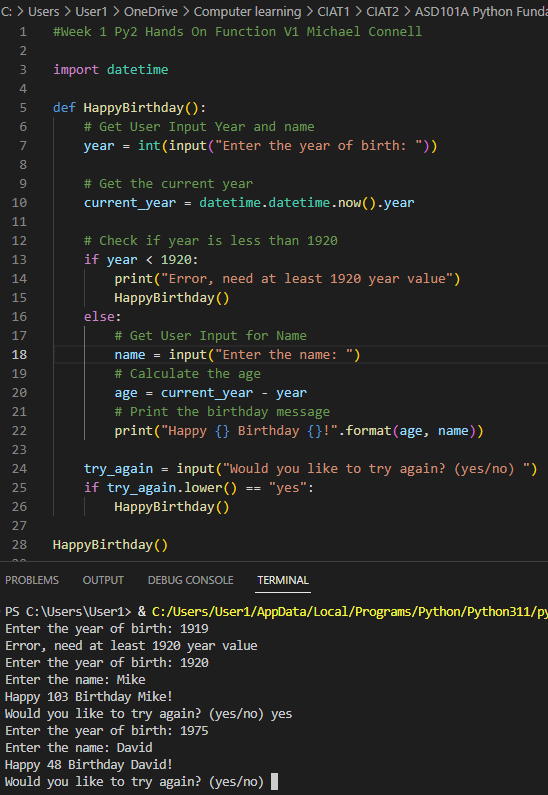 C: > Users > User1 > OneDrive > Computer learning > CIAT1 > CIAT2 > ASD101A Python Funda
1 #Week 1 Py2 Hands On Function V1 Michael Connell
2
3 import datetime
4
5 def HappyBirthday():
6     # Get User Input Year and name
7     year = int(input("Enter the year of birth: "))
8
9     # Get the current year
10     current_year = datetime.datetime.now().year
11
12     # Check if year is less than 1920
13     if year < 1920:
14         print("Error, need at least 1920 year value")
15         HappyBirthday()
16     else:
17         # Get User Input for Name
18         name = input("Enter the name: ")
19         # Calculate the age
20         age = current_year - year
21         # Print the birthday message
22         print("Happy {} Birthday {}!".format(age, name))
23
24     try_again = input("Would you like to try again? (yes/no) ")
25     if try_again.lower() == "yes":
26         HappyBirthday()
27
28 HappyBirthday()
PROBLEMS OUTPUT DEBUG CONSOLE TERMINAL
PS C:\Users\User1> & C:/Users/User1/AppData/Local/Programs/Python/Python311/py
Enter the year of birth: 1919
Error, need at least 1920 year value
Enter the year of birth: 1920
Enter the name: Mike
Happy 103 Birthday Mike!
Would you like to try again? (yes/no) yes
Enter the year of birth: 1975
Enter the name: David
Happy 48 Birthday David!
Would you like to try again? (yes/no)